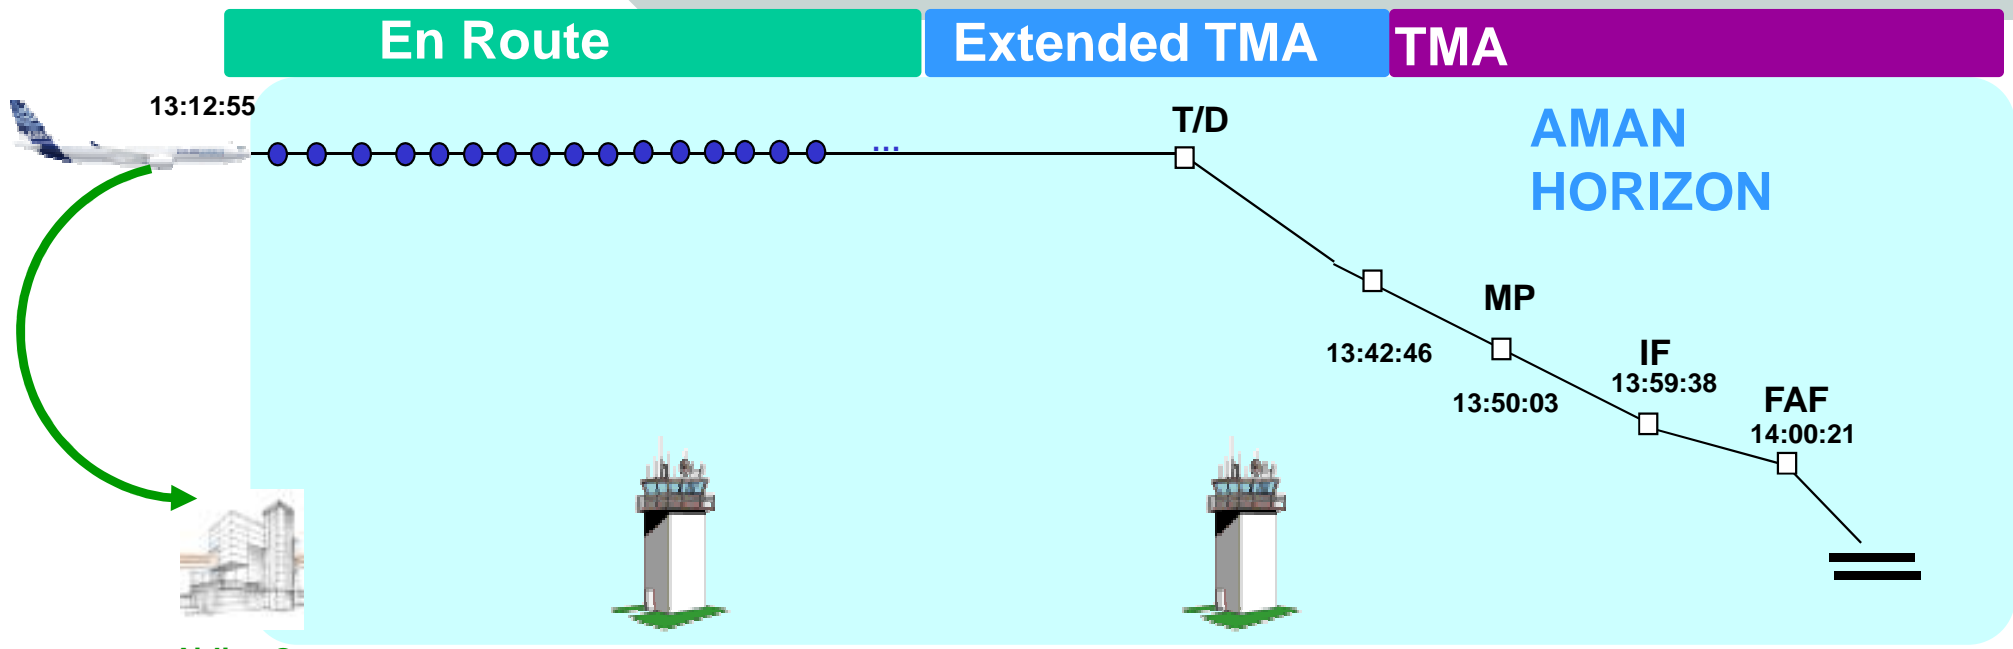 En Route
Extended TMA
TMA
13:12:55
T/D
AMAN
HORIZON
...
MP
13:42:46
IF
13:59:38
13:50:03
FAF
14:00:21